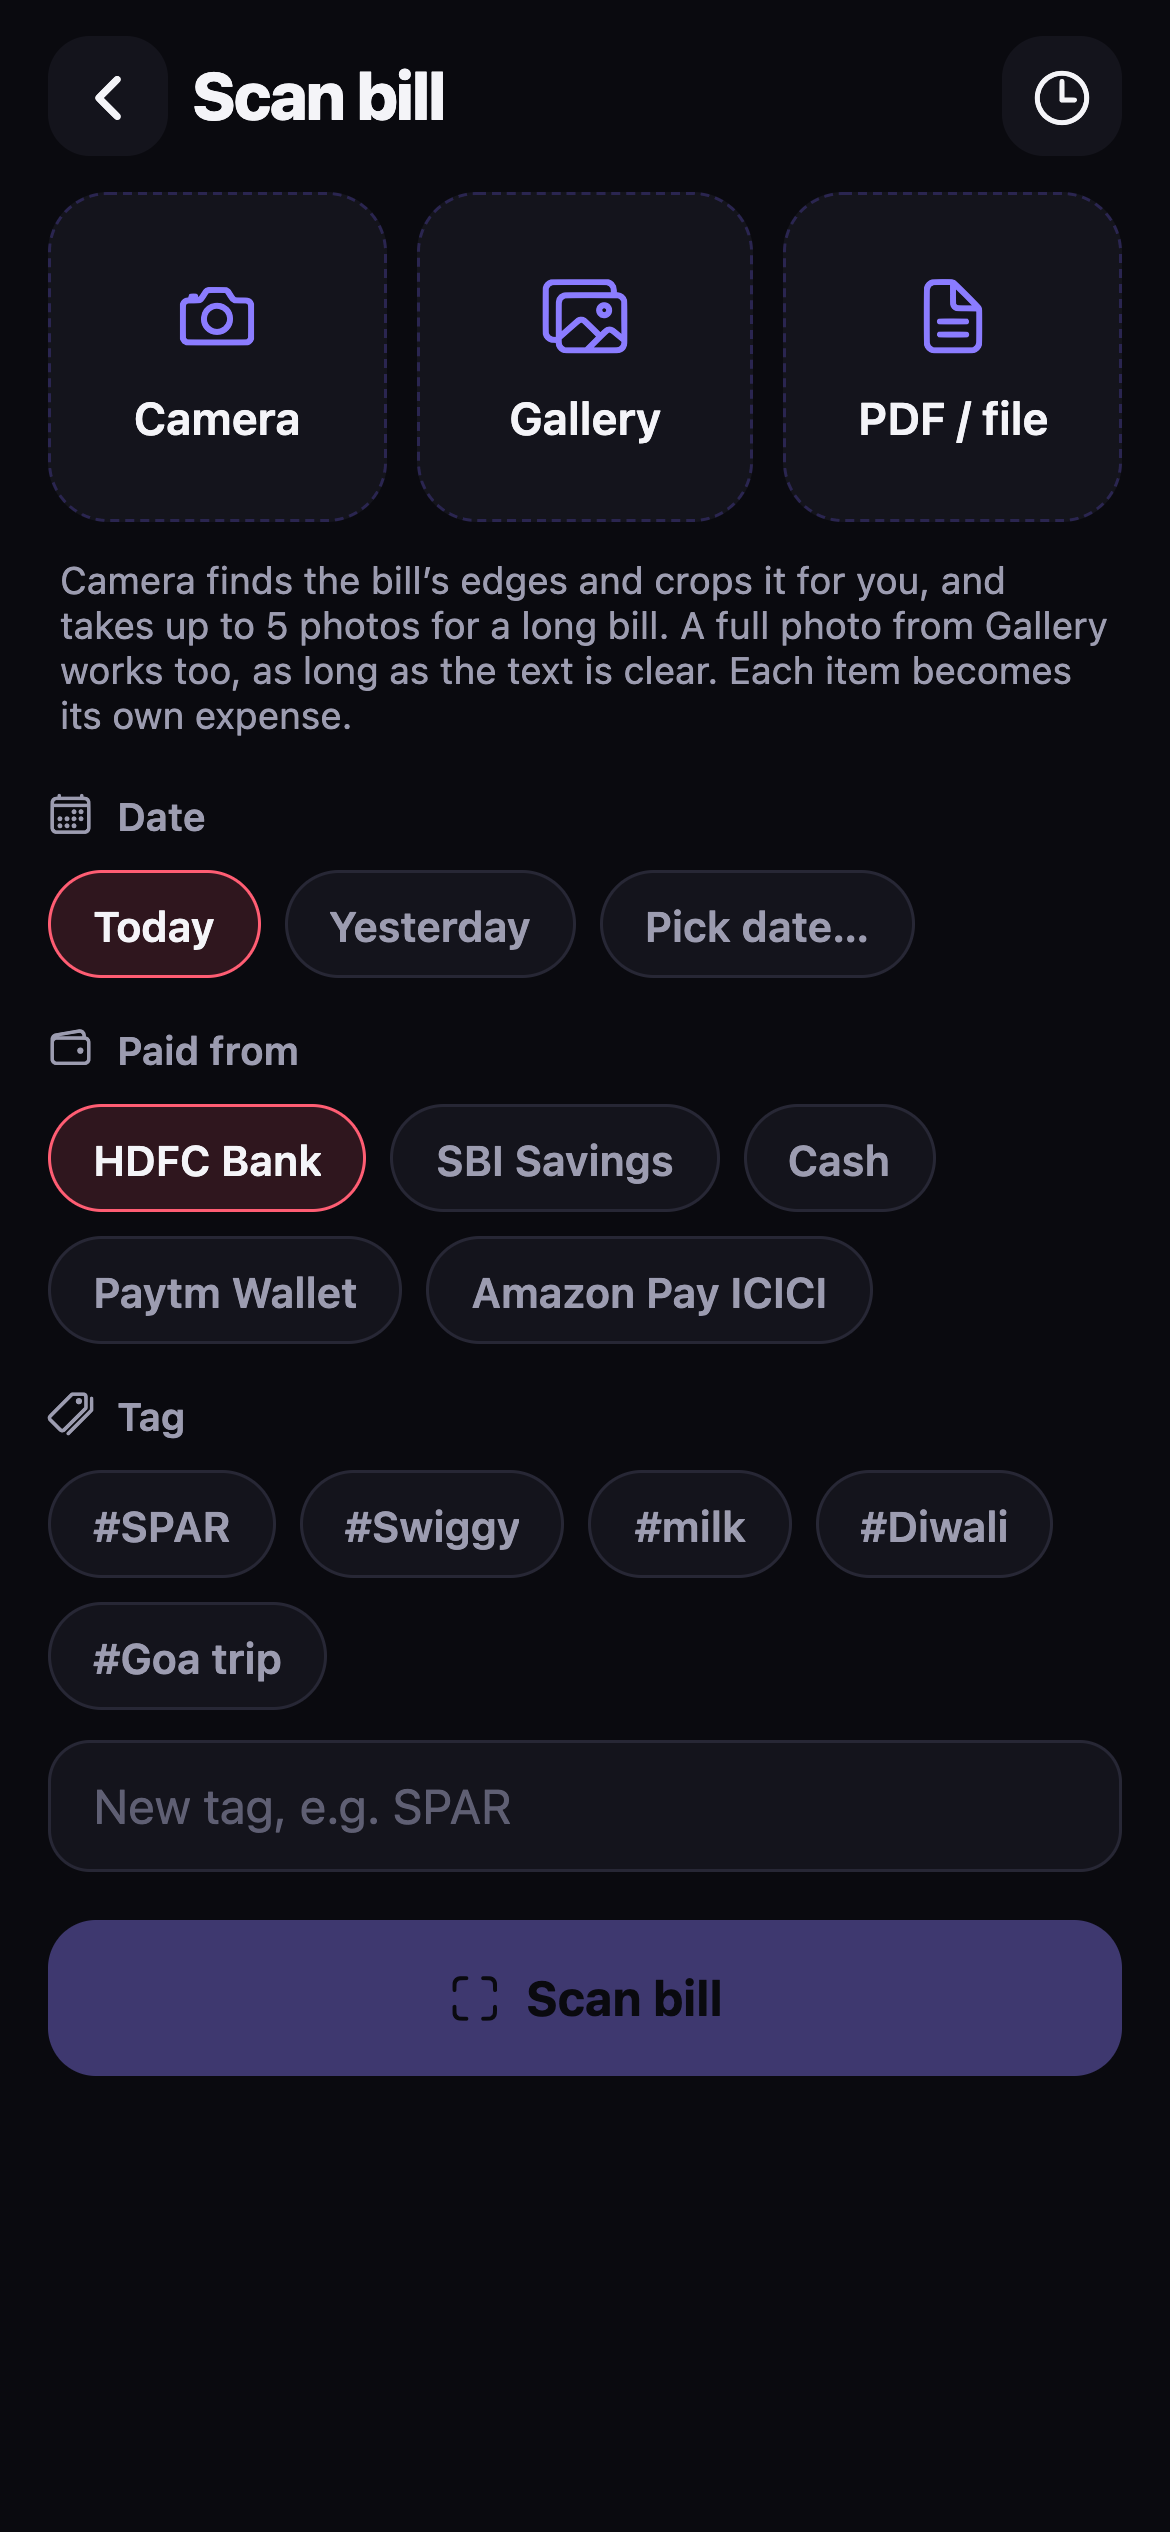 Scan bill
Camera
Gallery
PDF / file
Camera finds the bill’s edges and crops it for you, and
takes up to 5 photos for a long bill. A full photo from Gallery
works too, as long as the text is clear. Each item becomes
its own expense.
Date
Today
Yesterday
Pick date...
Paid from
HDFC Bank
SBI Savings
Cash
Paytm Wallet
Amazon Pay ICICI
Tag
#SPAR
#Swiggy
#milk
#Diwali
#Goa trip
New tag, e.g. SPAR
Scan bill